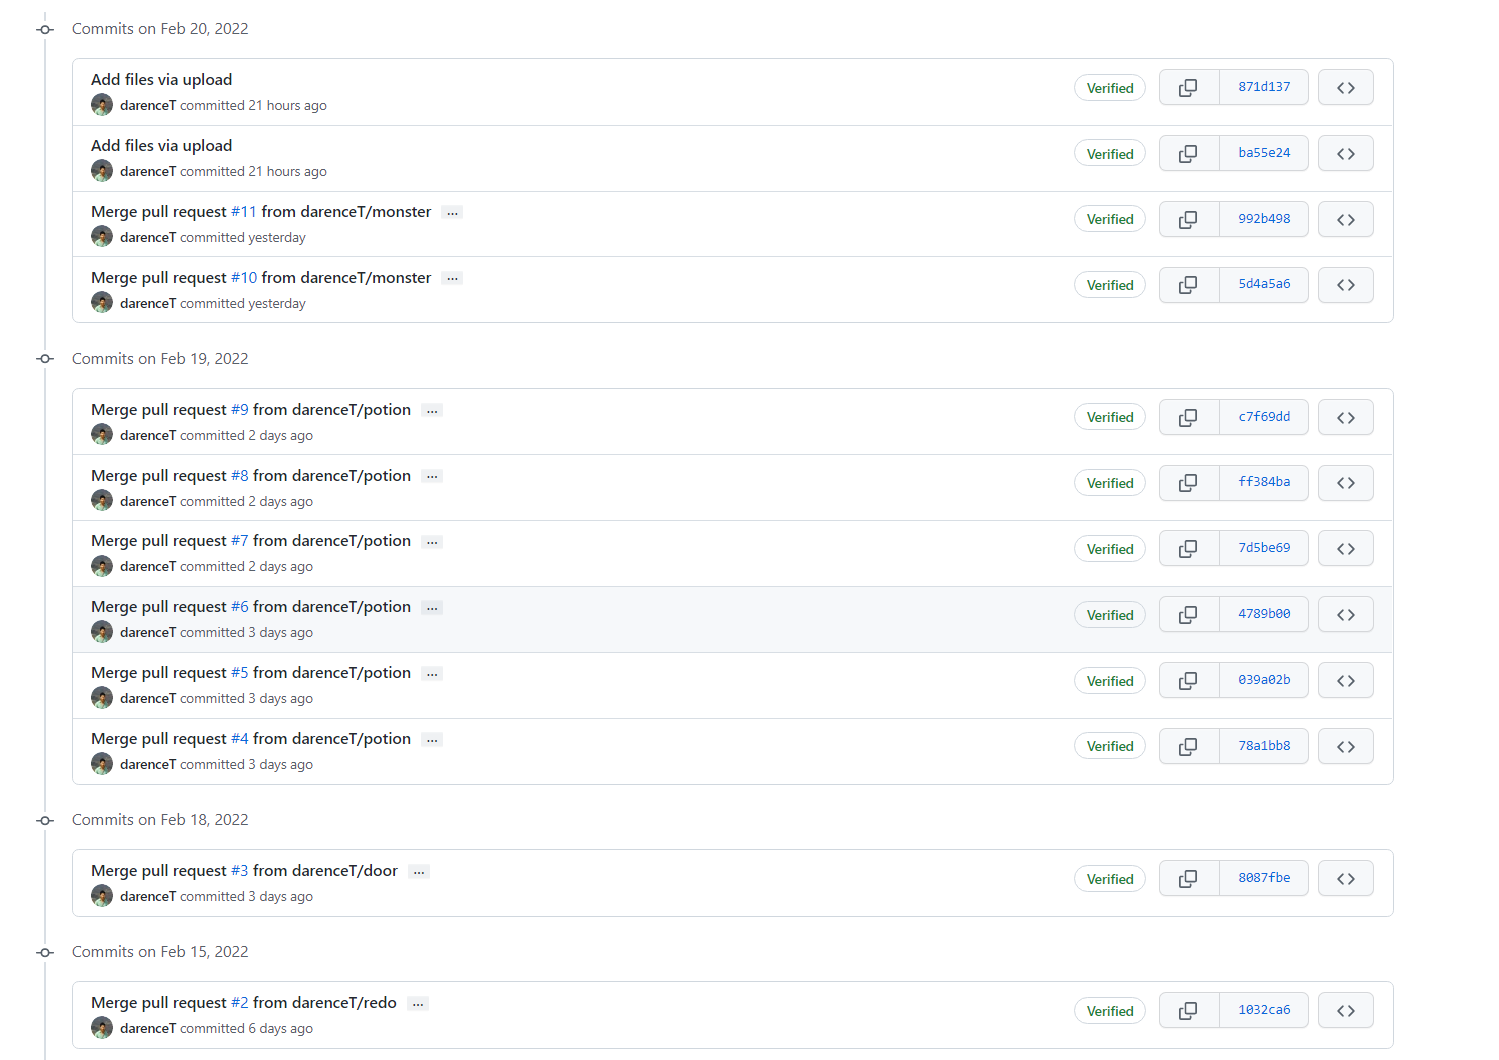 Commits on Feb 20, 2022
Add files via upload
darenceT committed 21 hours ago
Verified
871d137
Add files via upload
darenceT committed 21 hours ago
Verified
ba55e24
Merge pull request #11 from darenceT/monster ...
darenceT committed yesterday
Verified
992b498
Merge pull request #10 from darenceT/monster ...
darenceT committed yesterday
Verified
5d4a5a6
Commits on Feb 19, 2022
Merge pull request #9 from darenceT/potion ...
darenceT committed 2 days ago
Verified
c7f69dd
Merge pull request #8 from darenceT/potion ...
darenceT committed 2 days ago
Verified
ff384ba
Merge pull request #7 from darenceT/potion ...
darenceT committed 2 days ago
Verified
7d5be69
Merge pull request #6 from darenceT/potion ...
darenceT committed 3 days ago
Verified
4789b00
Merge pull request #5 from darenceT/potion ...
darenceT committed 3 days ago
Verified
039a02b
Merge pull request #4 from darenceT/potion ...
darenceT committed 3 days ago
Verified
78a1bb8
Commits on Feb 18, 2022
Merge pull request #3 from darenceT/door ...
darenceT committed 3 days ago
Verified
8087fbe
Commits on Feb 15, 2022
Merge pull request #2 from darenceT/redo ...
darenceT committed 6 days ago
Verified
1032ca6